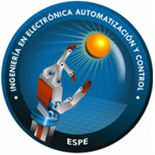 • INGENIERÍA EN ELECTRÓNICA AUTOMATIZACIÓN Y CONTROL •
ESPE